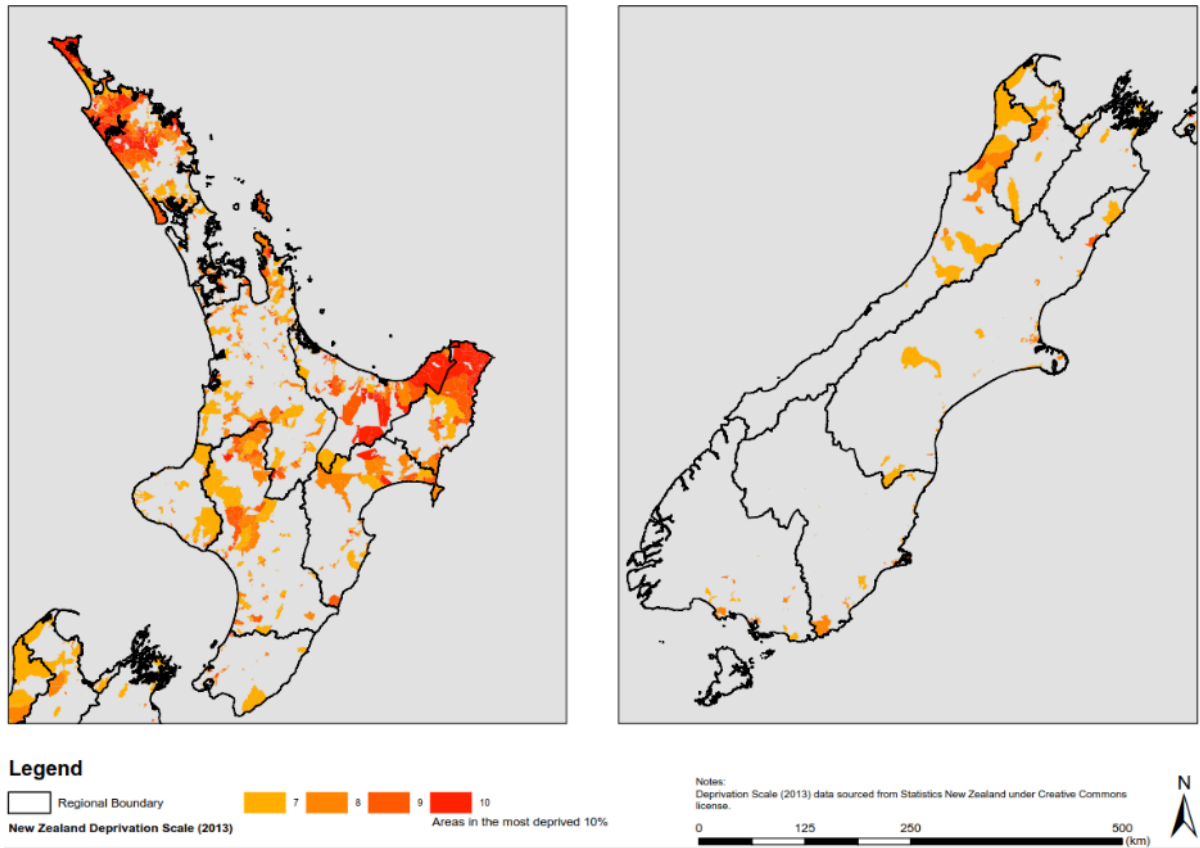 Legend
Regional Boundary
7
8
9
10
Areas in the most deprived 10%
New Zealand Deprivation Scale (2013)
Notes:
Deprivation Scale (2013) data sourced from Statistics New Zealand under Creative Commons
license.
0 125 250 500
(km)
N